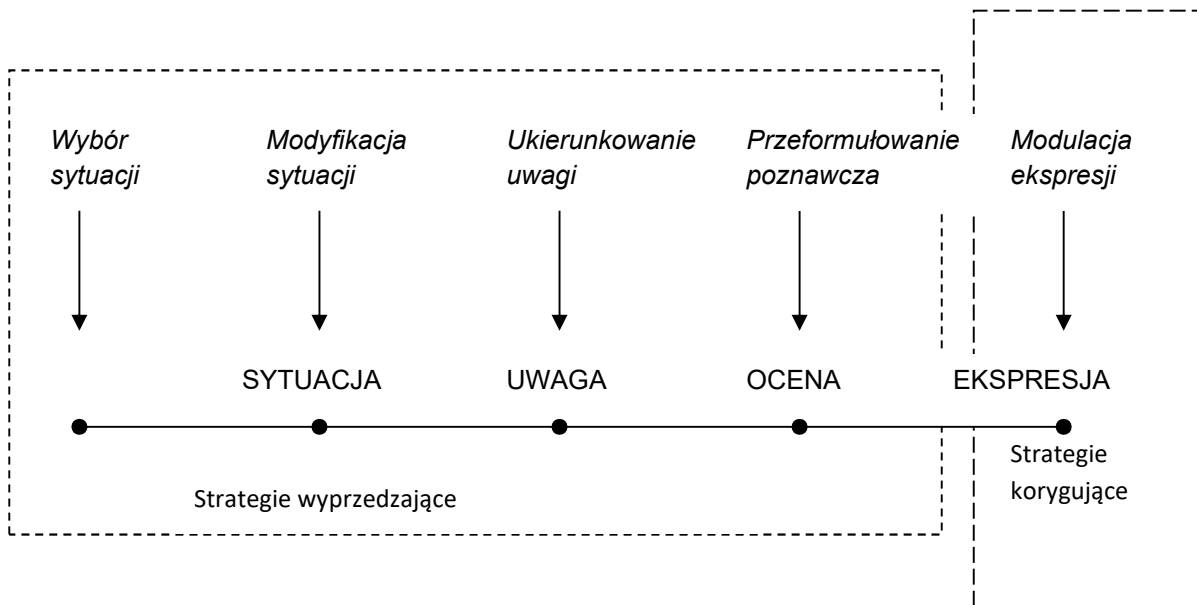 Wybór
sytuacji
Modyfikacja
sytuacji
Ukierunkowanie
uwagi
Przeformułowanie
poznawcza
Modulacja
ekspresji
SYTUACJA
UWAGA
OCENA
EKSPRESJA
Strategie wyprzedzające
Strategie
korygujące